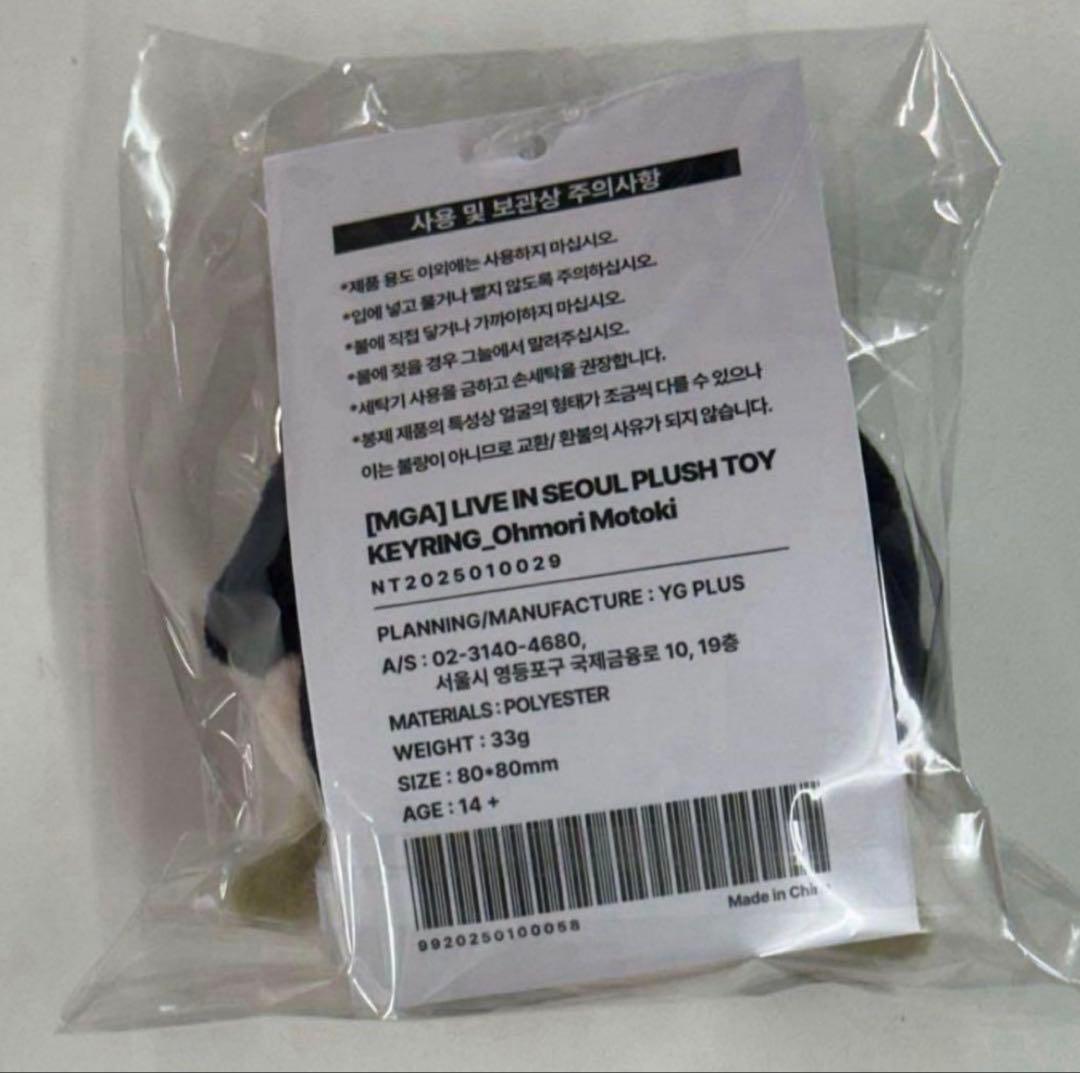 사용 및 보관상 주의사항
*제품 용도 이외에는 사용하지 마십시오.
*입에 넣고 물거나 빨지 않도록 주의하십시오.
*불에 직접 닿거나 가까이하지 마십시오.
*물에 젖을 경우 그늘에서 말려주십시오.
*세탁기 사용을 금하고 손세탁을 권장합니다.
*봉제 제품의 특성상 얼굴의 형태가 조금씩 다를 수 있으나
이는 불량이 아니므로 교환/ 환불의 사유가 되지 않습니다.
[MGA] LIVE IN SEOUL PLUSH TOY
KEYRING_Ohmori Motoki
NT2025010029
PLANNING/MANUFACTURE : YG PLUS
A/S : 02-3140-4680,
서울시 영등포구 국제금융로 10, 19층
MATERIALS : POLYESTER
WEIGHT : 33g
SIZE : 80*80mm
AGE : 14 +
9920250100058
Made in